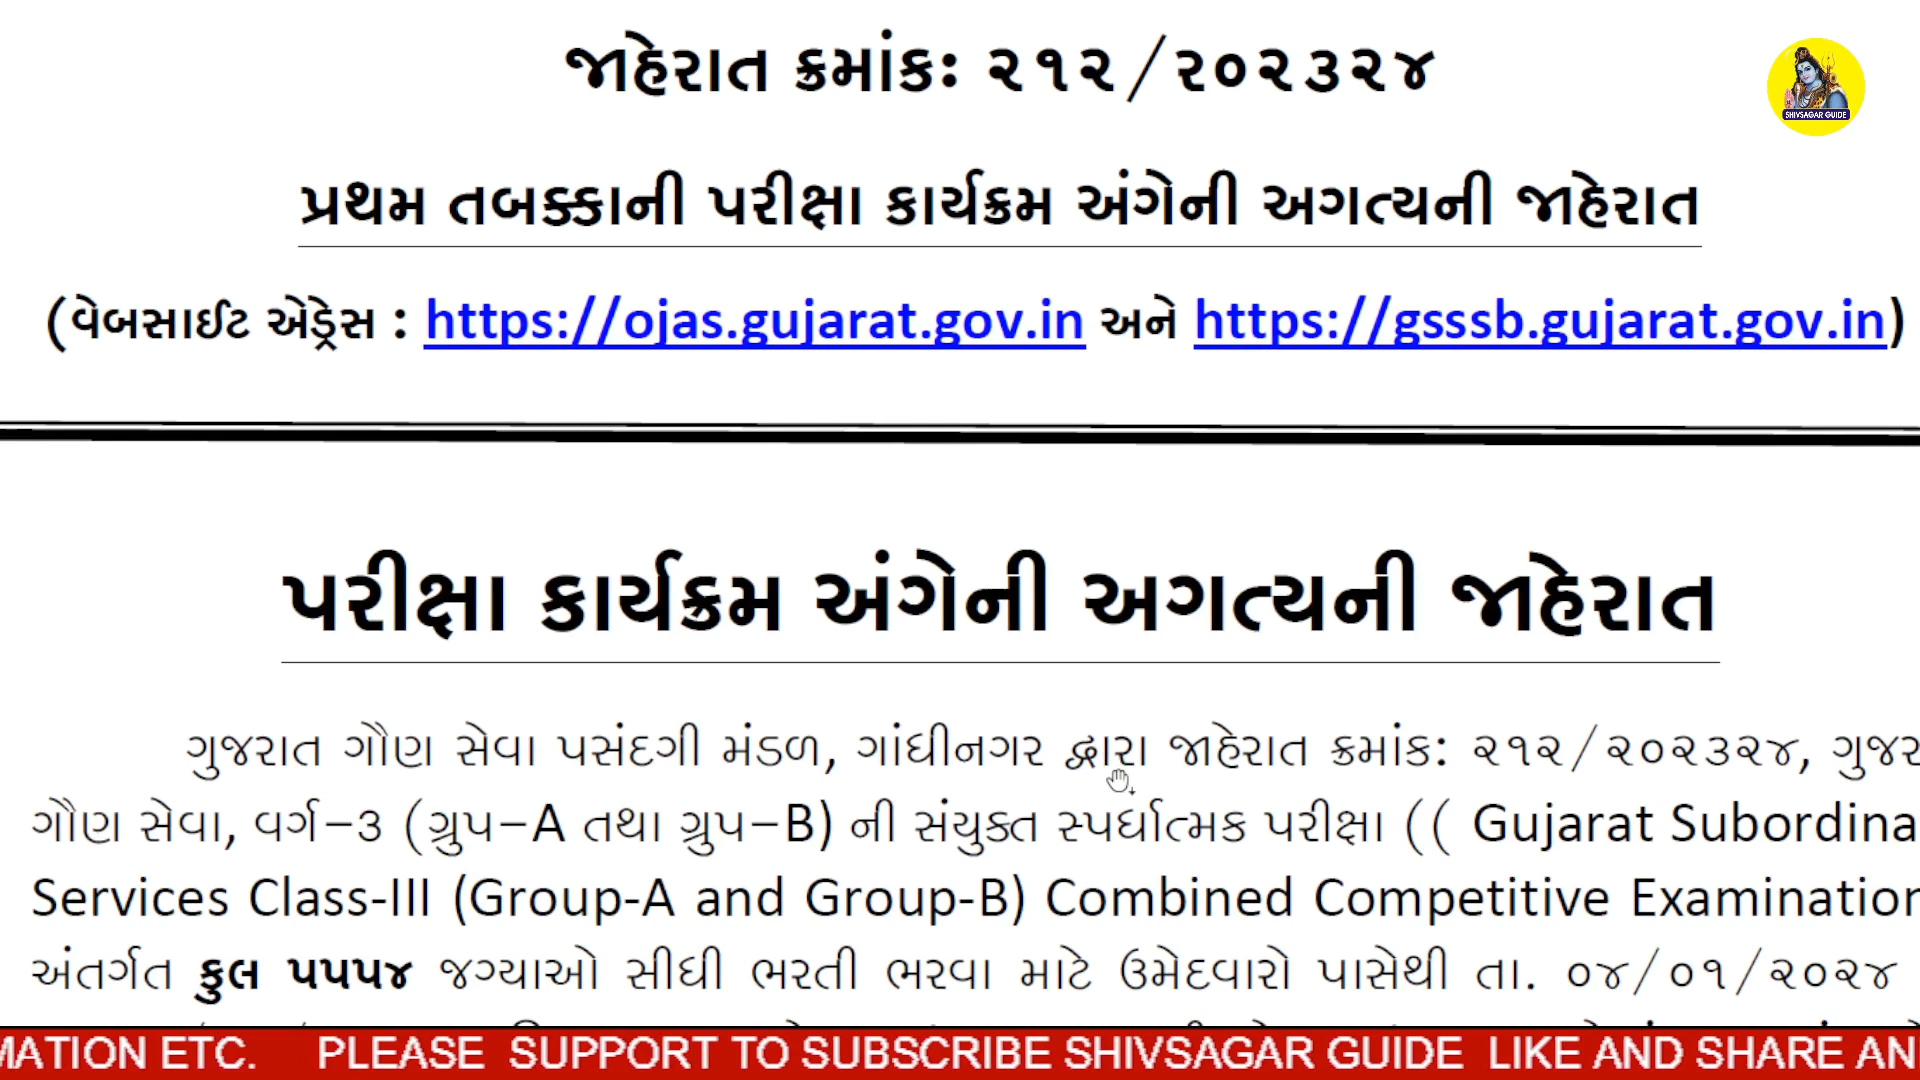 જાહેરાત ક્રમાંકઃ ૨૧૨/૨૦૨૩૨૪
SHIVSAGAR GUIDE
પ્રથમ તબક્કાની પરીક્ષા કાર્યક્રમ અંગેની અગત્યની જાહેરાત
(વેબસાઈટ એડ્રેસ : https://ojas.gujarat.gov.in અને https://gsssb.gujarat.gov.in)
પરીક્ષા કાર્યક્રમ અંગેની અગત્યની જાહેરાત
ગુજરાત ગૌણ સેવા પસંદગી મંડળ, ગાંધીનગર દ્વારા જાહેરાત ક્રમાંક: ૨૧૨/૨૦૨૩૨૪, ગુજર
ગૌણ સેવા, વર્ગ-૩ (ગ્રુપ-A તથા ગ્રુપ-B) ની સંયુક્ત સ્પર્ધાત્મક પરીક્ષા (( Gujarat Subordina
Services Class-III (Group-A and Group-B) Combined Competitive Examination
અંતર્ગત કુલ ૫૫૫૪ જગ્યાઓ સીધી ભરતી ભરવા માટે ઉમેદવારો પાસેથી તા. ૦૪/૦૧/૨૦૨૪
MATION ETC. PLEASE SUPPORT TO SUBSCRIBE SHIVSAGAR GUIDE LIKE AND SHARE AN